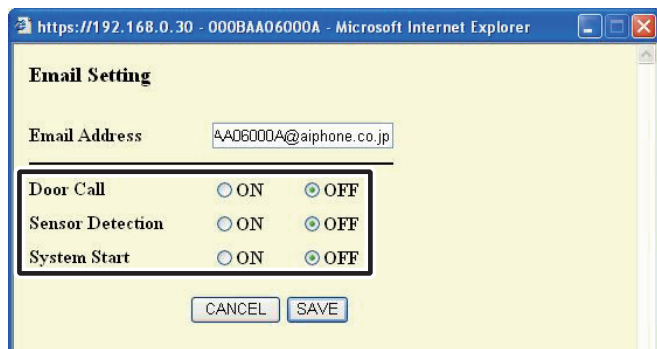 https://192.168.0.30 - 000BAA06000A - Microsoft Internet Explorer
Email Setting
Email Address AA06000A@aiphone.co.jp
Door Call ON OFF
Sensor Detection ON OFF
System Start ON OFF
CANCEL SAVE